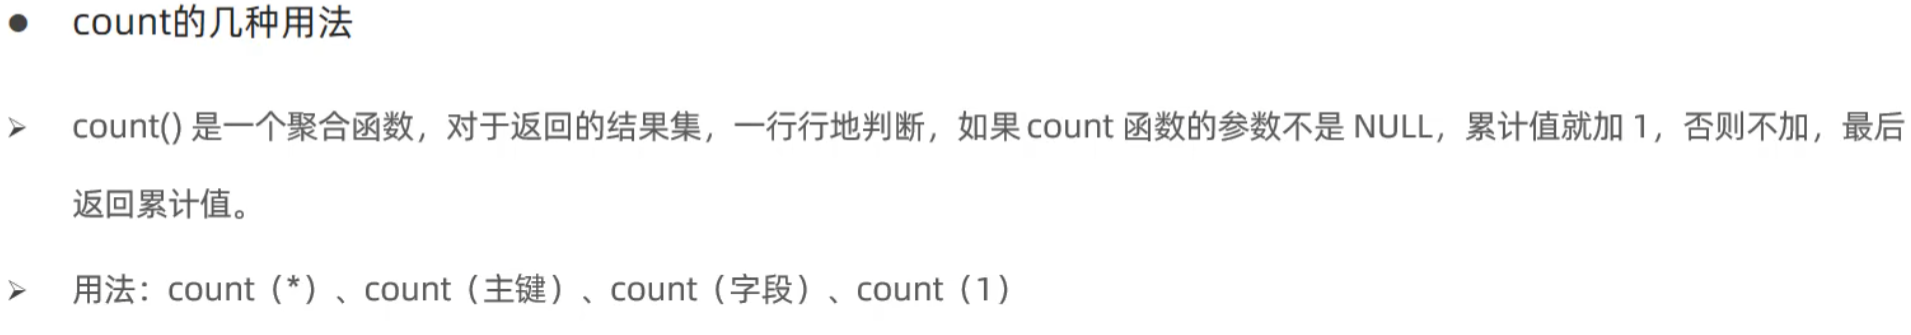 ● count的几种用法
➢ count() 是一个聚合函数，对于返回的结果集，一行行地判断，如果 count 函数的参数不是 NULL，累计值就加 1，否则不加，最后
返回累计值。
➢ 用法：count（*）、count（主键）、count（字段）、count（1）